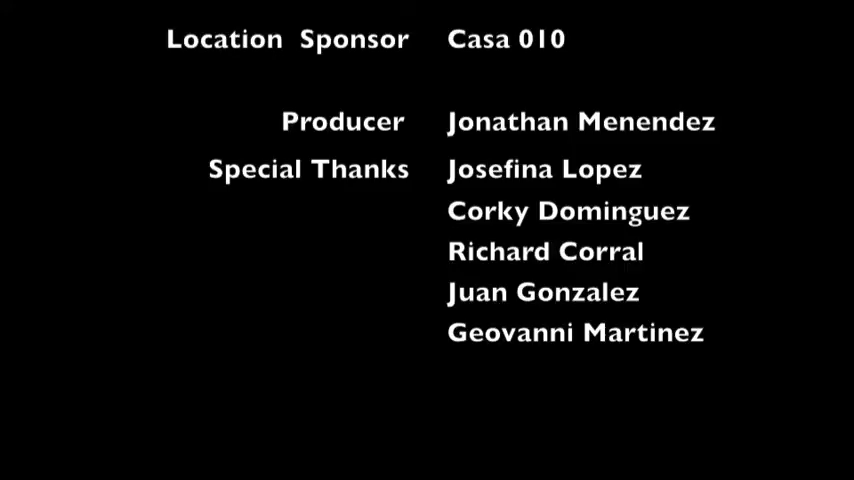 Location Sponsor Casa 010
Producer Jonathan Menendez
Special Thanks Josefina Lopez
Corky Dominguez
Richard Corral
Juan Gonzalez
Geovanni Martinez